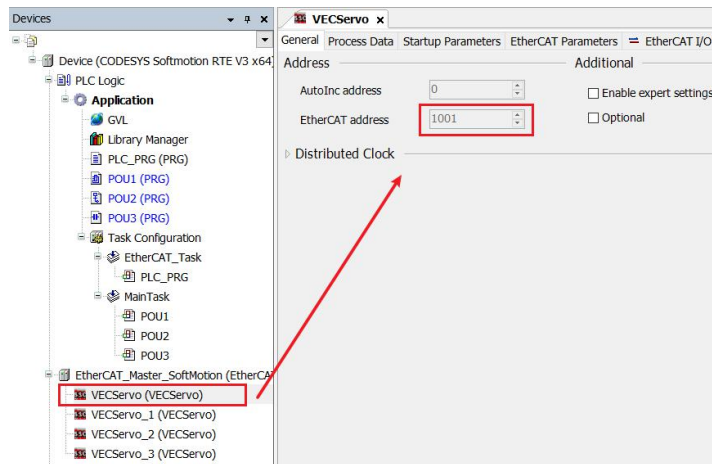 Devices
Device (CODESYS Softmotion RTE V3 x64
PLC Logic
Application
GVL
Library Manager
PLC_PRG (PRG)
POU1 (PRG)
POU2 (PRG)
POU3 (PRG)
Task Configuration
EtherCAT_Task
PLC_PRG
MainTask
POU1
POU2
POU3
EtherCAT_Master_SoftMotion (EtherCA
VECServo (VECServo)
VECServo_1 (VECServo)
VECServo_2 (VECServo)
VECServo_3 (VECServo)
VECServo x
General Process Data Startup Parameters EtherCAT Parameters EtherCAT I/O
Address Additional
AutoInc address 0 Enable expert settings
EtherCAT address 1001 Optional
Distributed Clock